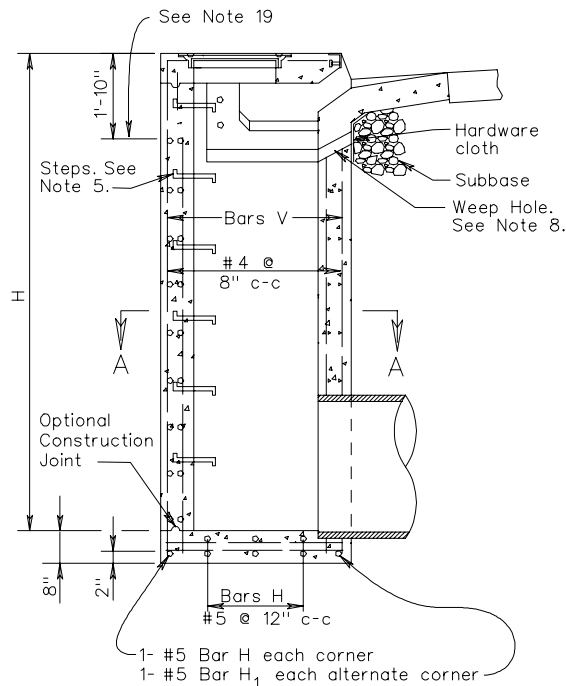 See Note 19
1'-10"
Hardware
cloth
Steps. See
Note 5.
Subbase
Bars V
Weep Hole.
See Note 8.
#4 @
8" c-c
H
A
A
Optional
Construction
Joint
8"
2"
Bars H
#5 @ 12" c-c
1- #5 Bar H each corner
1- #5 Bar H₁ each alternate corner